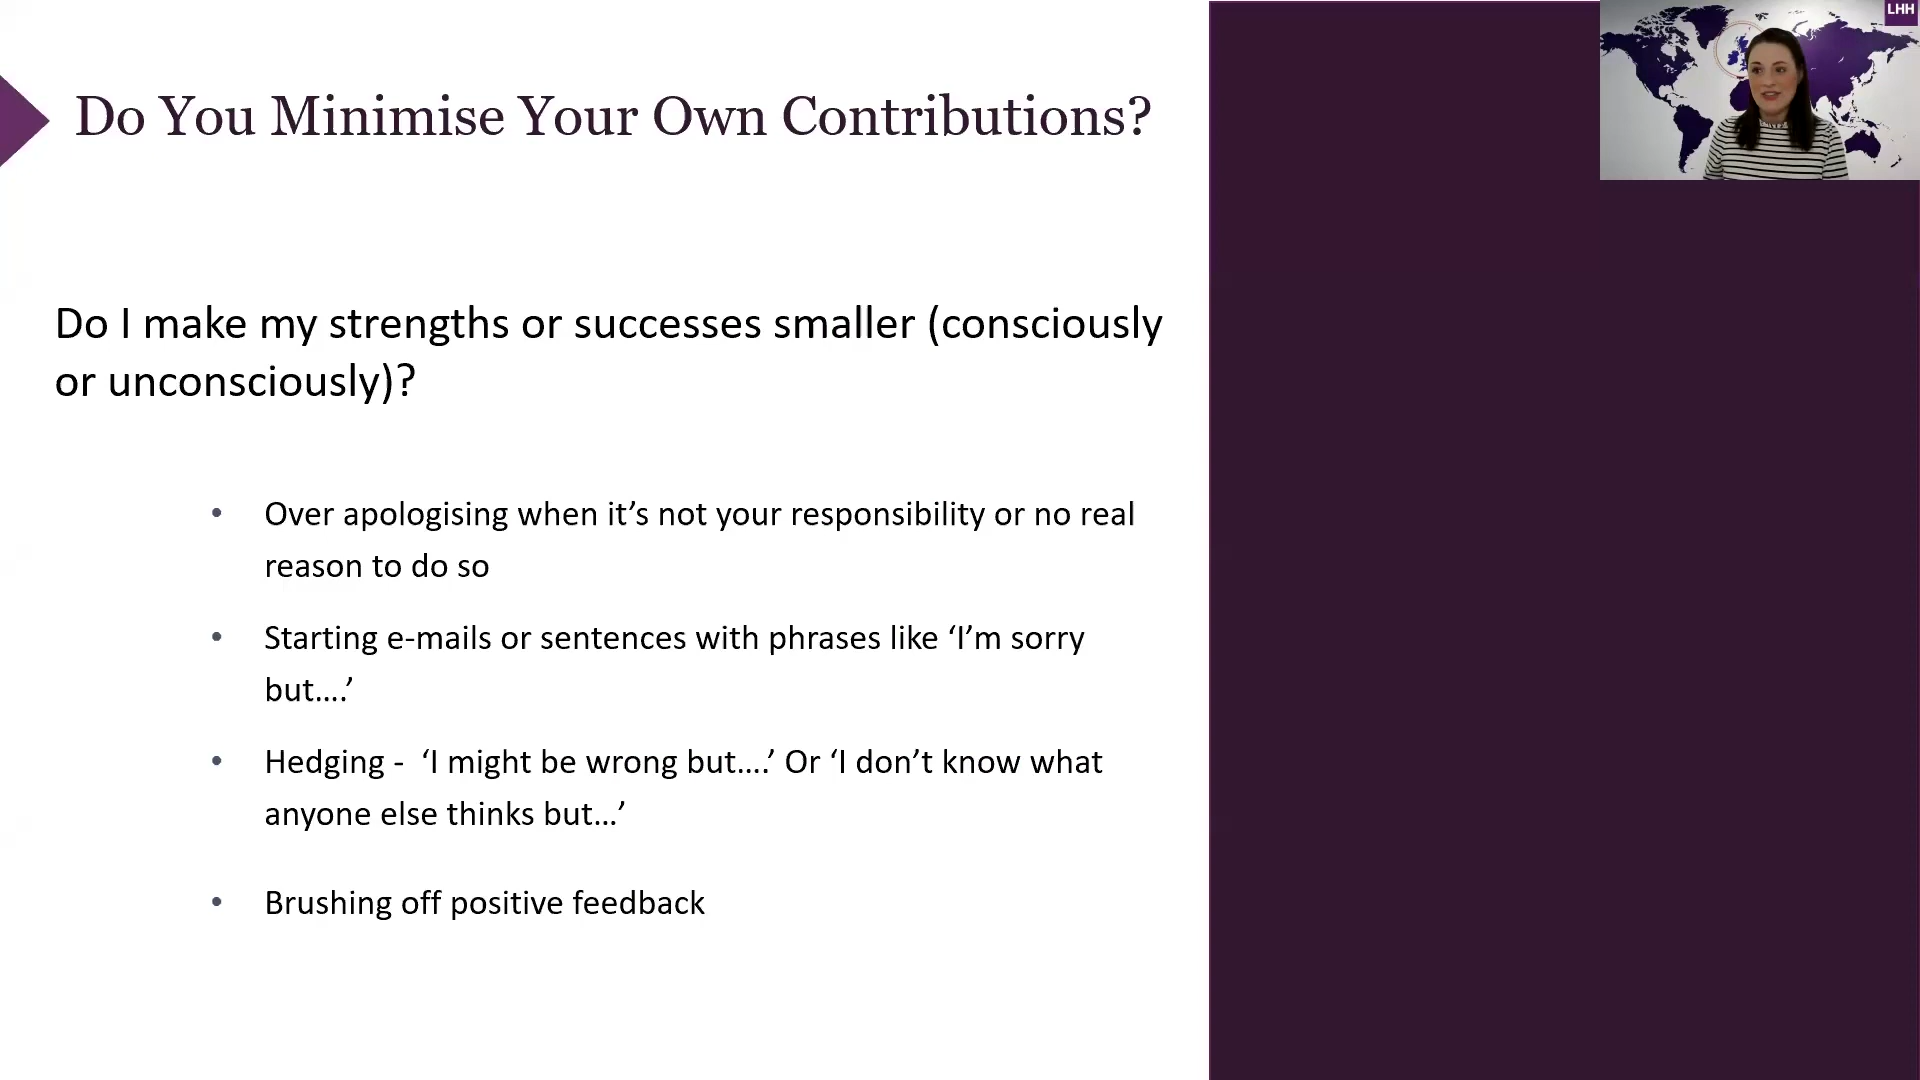 LHH
Do You Minimise Your Own Contributions?
Do I make my strengths or successes smaller (consciously
or unconsciously)?
• Over apologising when it’s not your responsibility or no real
reason to do so
• Starting e-mails or sentences with phrases like ‘I’m sorry
but….’
• Hedging -  ‘I might be wrong but….’ Or ‘I don’t know what
anyone else thinks but…’
• Brushing off positive feedback